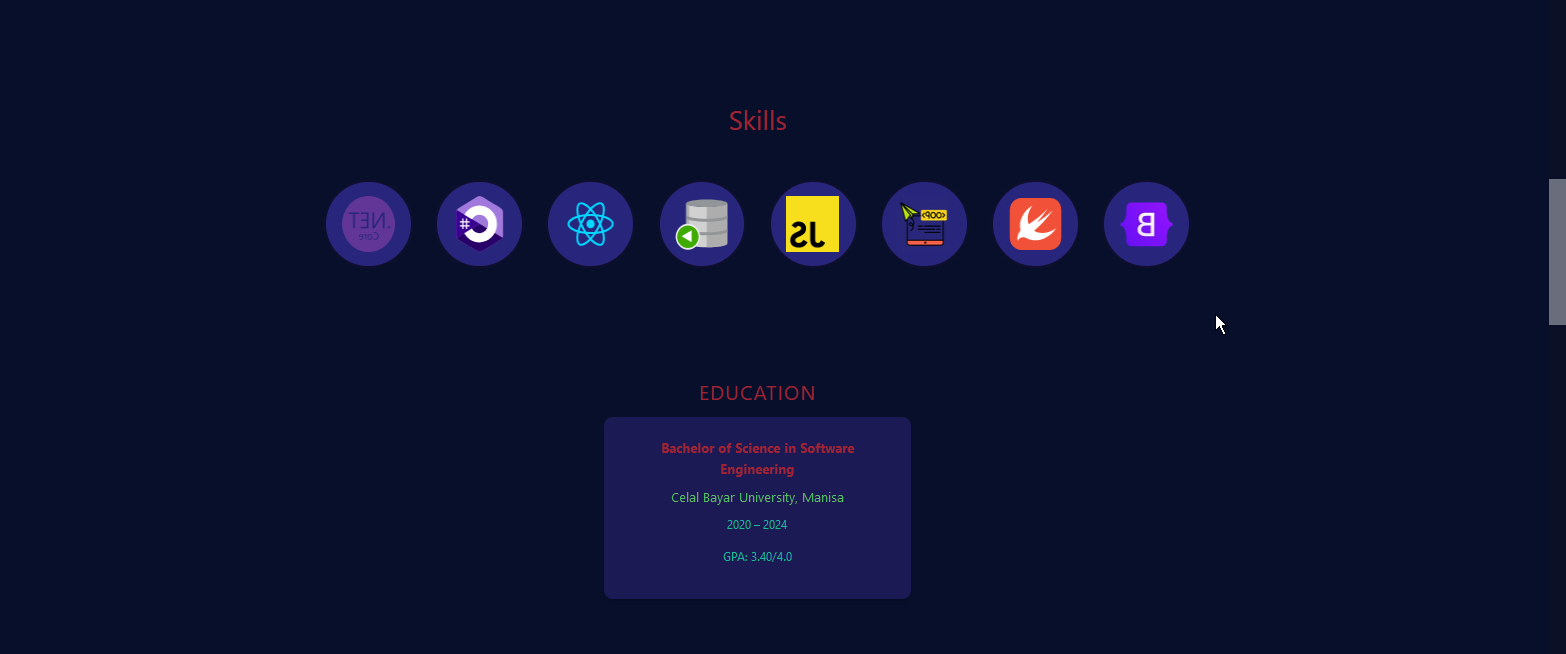 Skills
.NET
Core
C
#
JS
<OOP>
B
EDUCATION
Bachelor of Science in Software
Engineering
Celal Bayar University, Manisa
2020 – 2024
GPA: 3.40/4.0